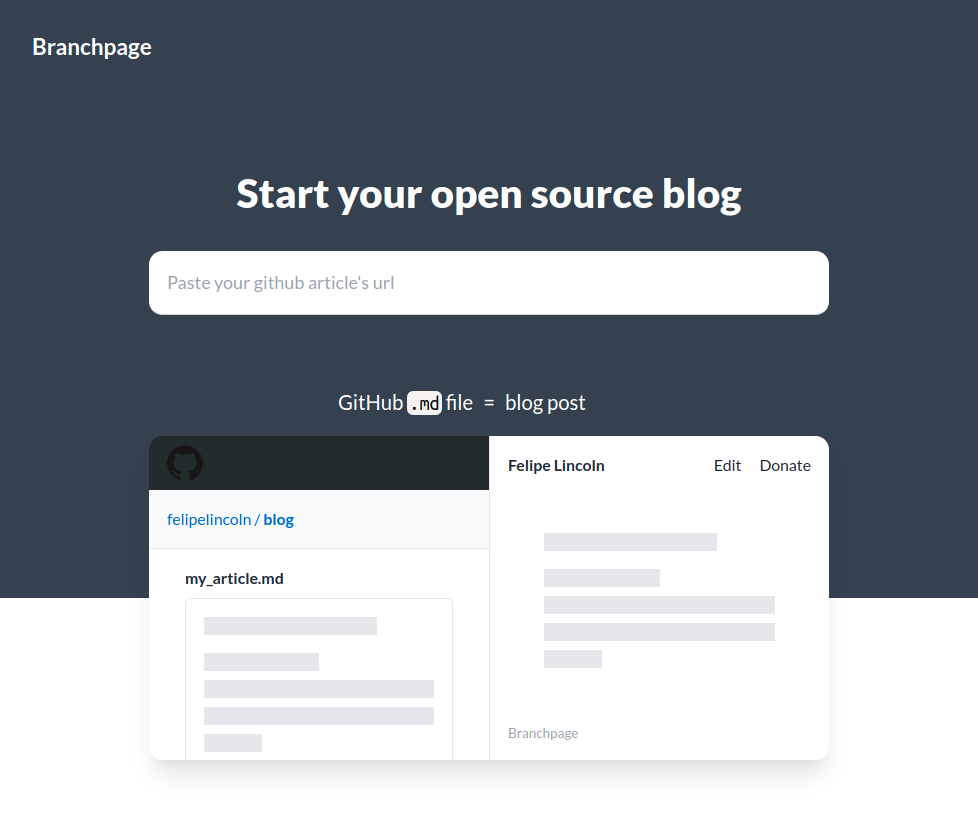 Branchpage
Start your open source blog
Paste your github article's url
GitHub .md file = blog post
felipelincoln / blog
my_article.md
Felipe Lincoln Edit Donate
Branchpage